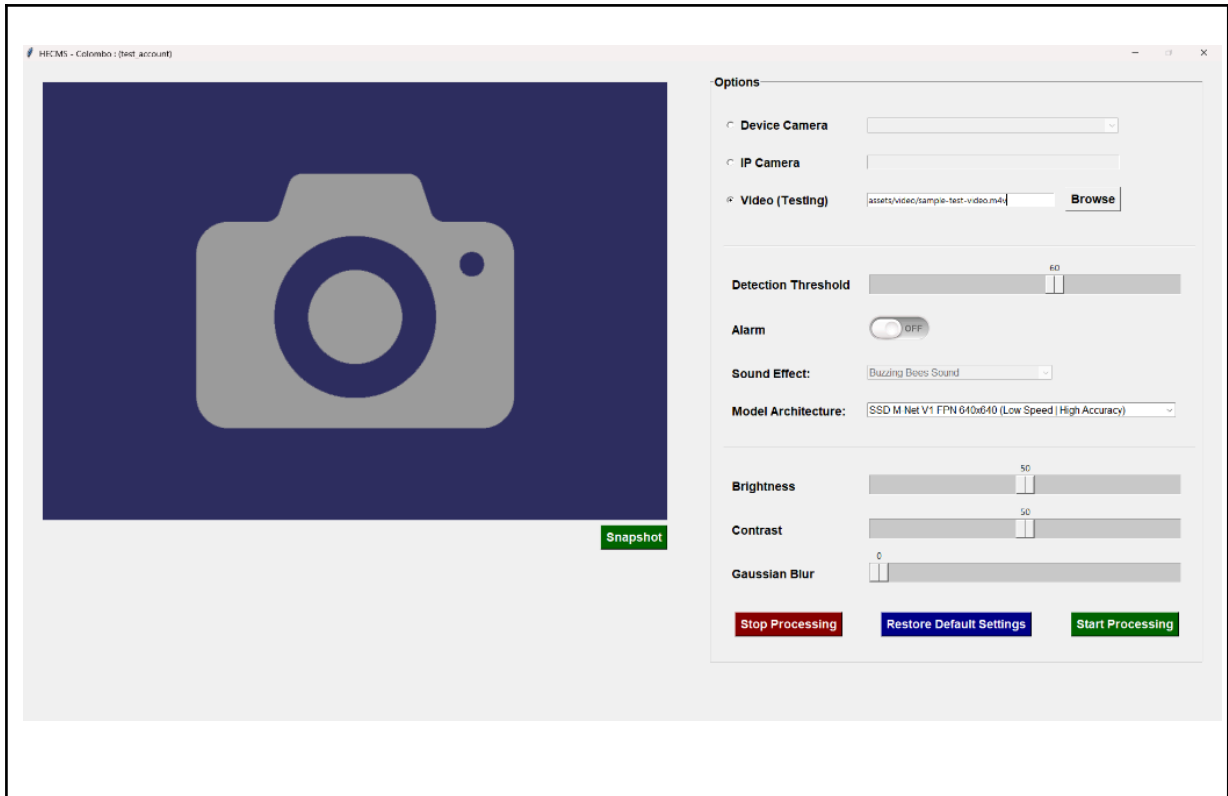 HECMS - Colombo : (test_account)
Options
Device Camera
IP Camera
Video (Testing)
assets/video/sample-test-video.m4v
Browse
Detection Threshold
60
Alarm
OFF
Sound Effect:
Buzzing Bees Sound
Model Architecture:
SSD M Net V1 FPN 640x640 (Low Speed | High Accuracy)
Brightness
50
Contrast
50
Gaussian Blur
0
Snapshot
Stop Processing
Restore Default Settings
Start Processing